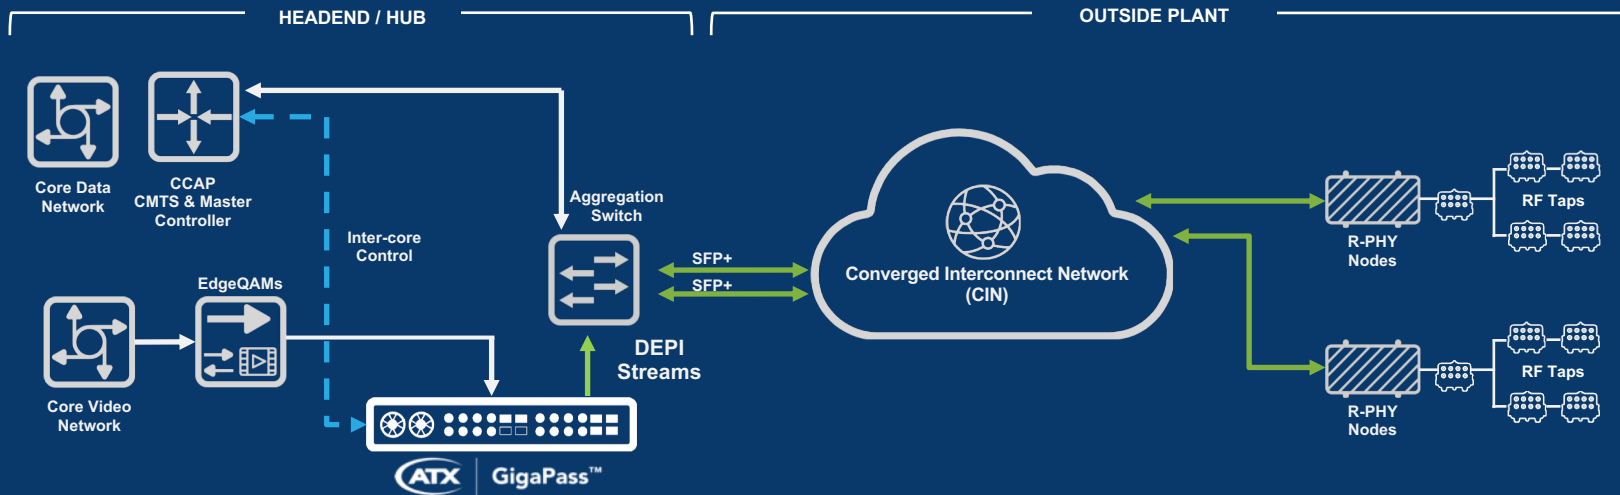 HEADEND / HUB
OUTSIDE PLANT
Core Data
Network
CCAP
CMTS & Master
Controller
Inter-core
Control
Aggregation
Switch
SFP+
SFP+
Converged Interconnect Network
(CIN)
R-PHY
Nodes
RF Taps
EdgeQAMs
Core Video
Network
DEPI
Streams
R-PHY
Nodes
RF Taps
ATX
GigaPass™